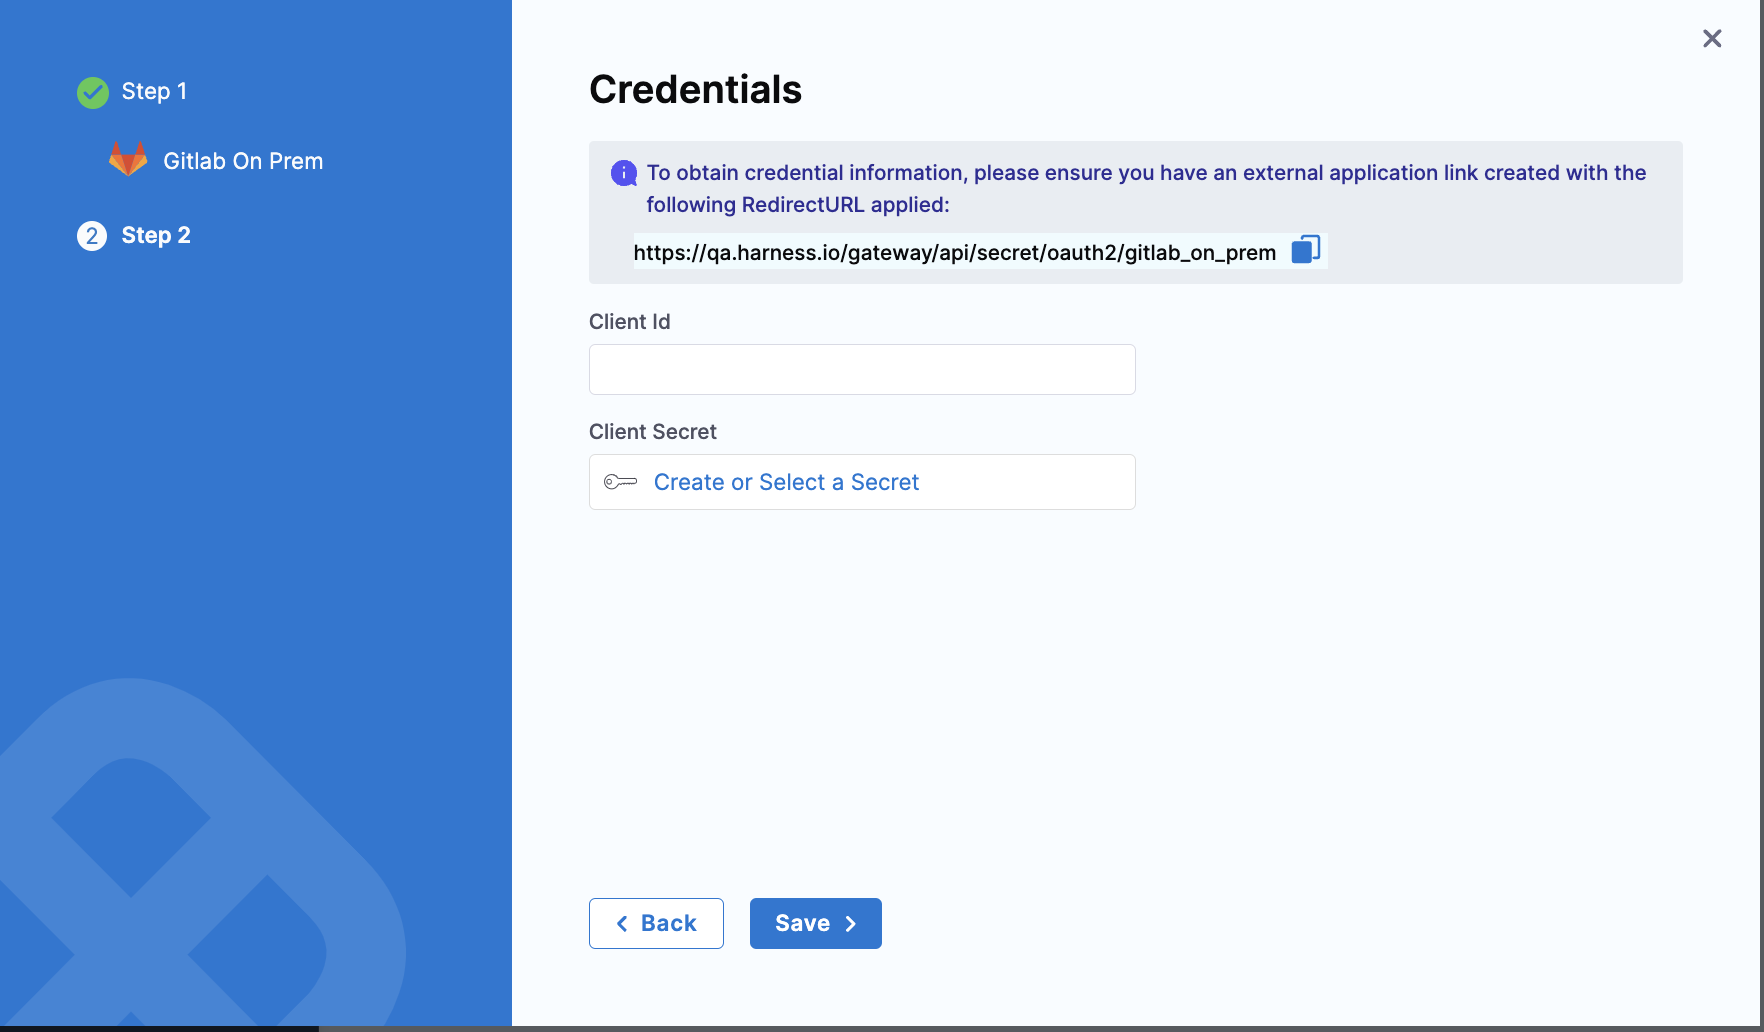 Step 1
Gitlab On Prem
2 Step 2
Credentials
To obtain credential information, please ensure you have an external application link created with the
following RedirectURL applied:
https://qa.harness.io/gateway/api/secret/oauth2/gitlab_on_prem
Client Id
Client Secret
Create or Select a Secret
Back
Save